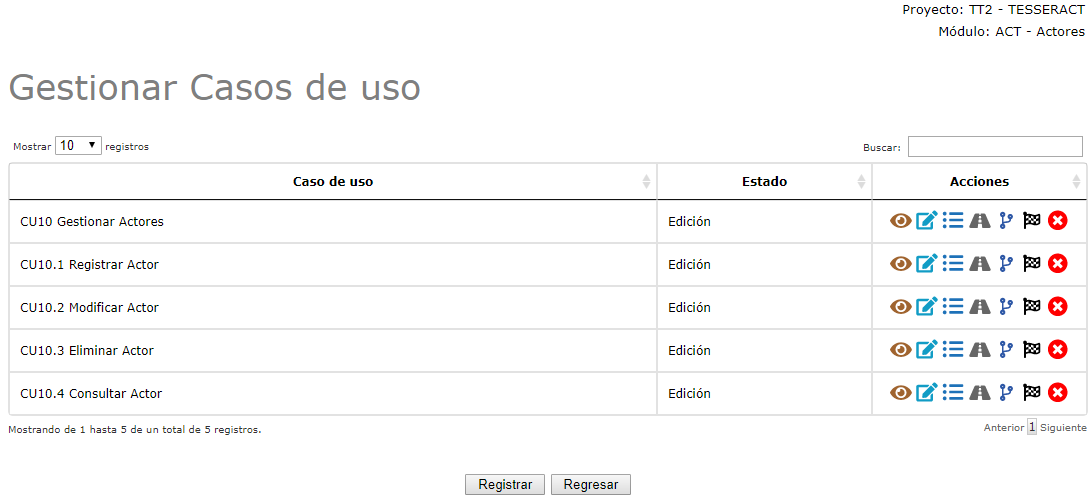 Proyecto: TT2 - TESSERACT
Módulo: ACT - Actores
Gestionar Casos de uso
Mostrar 10 registros Buscar:
Caso de uso Estado Acciones
CU10 Gestionar Actores Edición
CU10.1 Registrar Actor Edición
CU10.2 Modificar Actor Edición
CU10.3 Eliminar Actor Edición
CU10.4 Consultar Actor Edición
Mostrando de 1 hasta 5 de un total de 5 registros. Anterior 1 Siguiente
Registrar Regresar